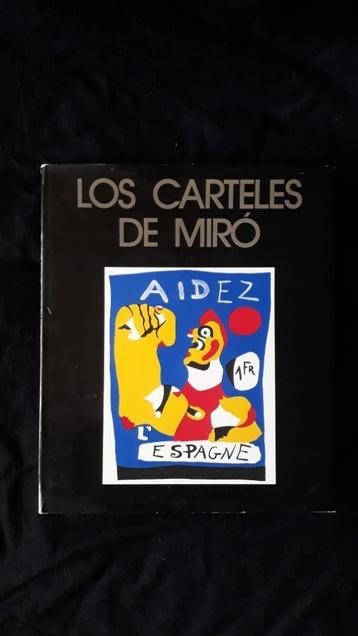 LOS CARTELES
DE MIRÓ
AIDEZ
1FR
L'
ESPAGNE